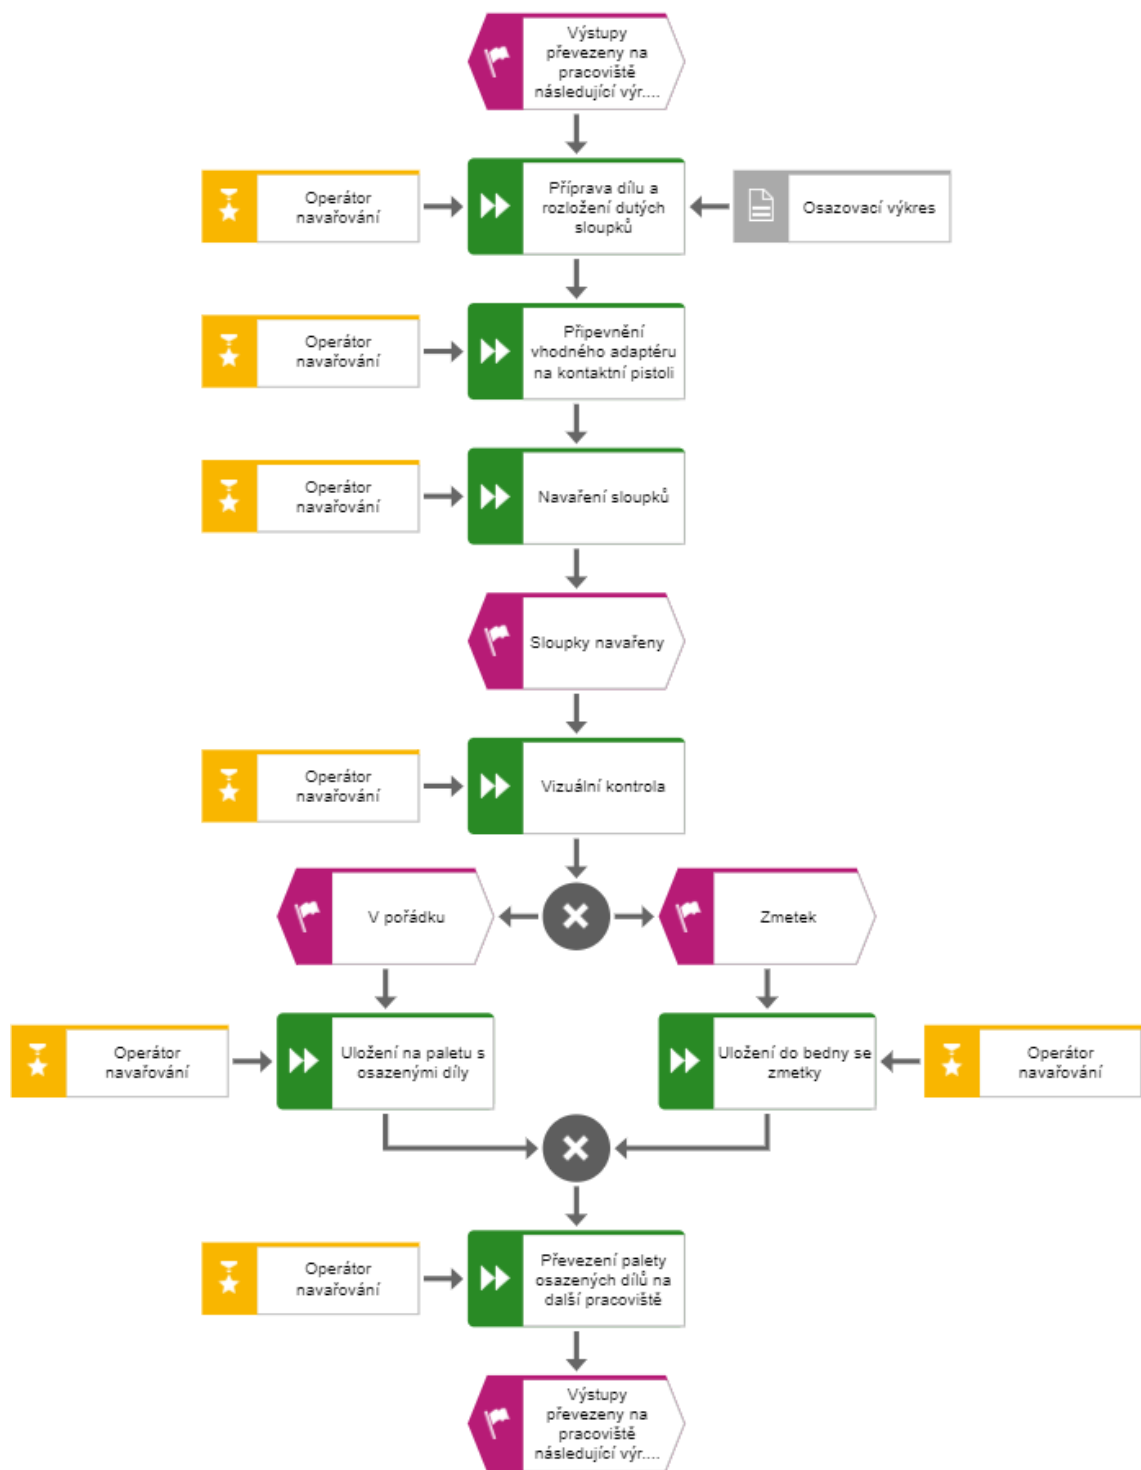 Výstupy
převezeny na
pracoviště
následující výr....
Operátor
navařování
Příprava dílu a
rozložení dutých
sloupků
Osazovací výkres
Operátor
navařování
Připevnění
vhodného adaptéru
na kontaktní pistoli
Operátor
navařování
Navaření sloupků
Sloupky navařeny
Operátor
navařování
Vizuální kontrola
V pořádku
Zmetek
Operátor
navařování
Uložení na paletu s
osazenými díly
Uložení do bedny se
zmetky
Operátor
navařování
Operátor
navařování
Převezení palety
osazených dílů na
další pracoviště
Výstupy
převezeny na
pracoviště
následující výr....